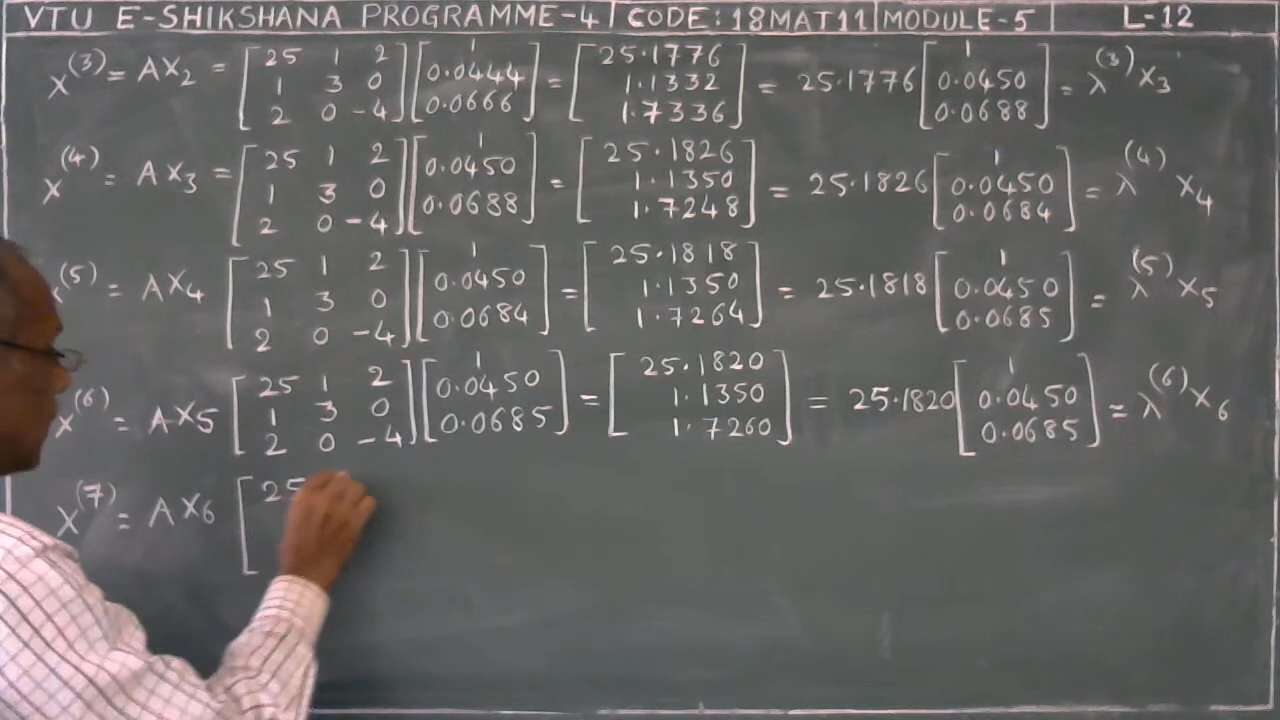 VTU E-SHIKSHANA PROGRAMME-4 CODE: 18MAT11 MODULE-5 L-12
X^(3) = AX2 = [25 1 2; 1 3 0; 2 0 -4] [1; 0.0444; 0.0666] = [25.1776; 1.1332; 1.7336] = 25.1776 [1; 0.0450; 0.0688] = λ^(3) X3
X^(4) = AX3 = [25 1 2; 1 3 0; 2 0 -4] [1; 0.0450; 0.0688] = [25.1826; 1.1350; 1.7248] = 25.1826 [1; 0.0450; 0.0684] = λ^(4) X4
(5) = AX4 [25 1 2; 1 3 0; 2 0 -4] [1; 0.0450; 0.0684] = [25.1818; 1.1350; 1.7264] = 25.1818 [1; 0.0450; 0.0685] = λ^(5) X5
X^(6) = AX5 [25 1 2; 1 3 0; 2 0 -4] [1; 0.0450; 0.0685] = [25.1820; 1.1350; 1.7260] = 25.1820 [1; 0.0450; 0.0685] = λ^(6) X6
X^(7) = AX6 [25